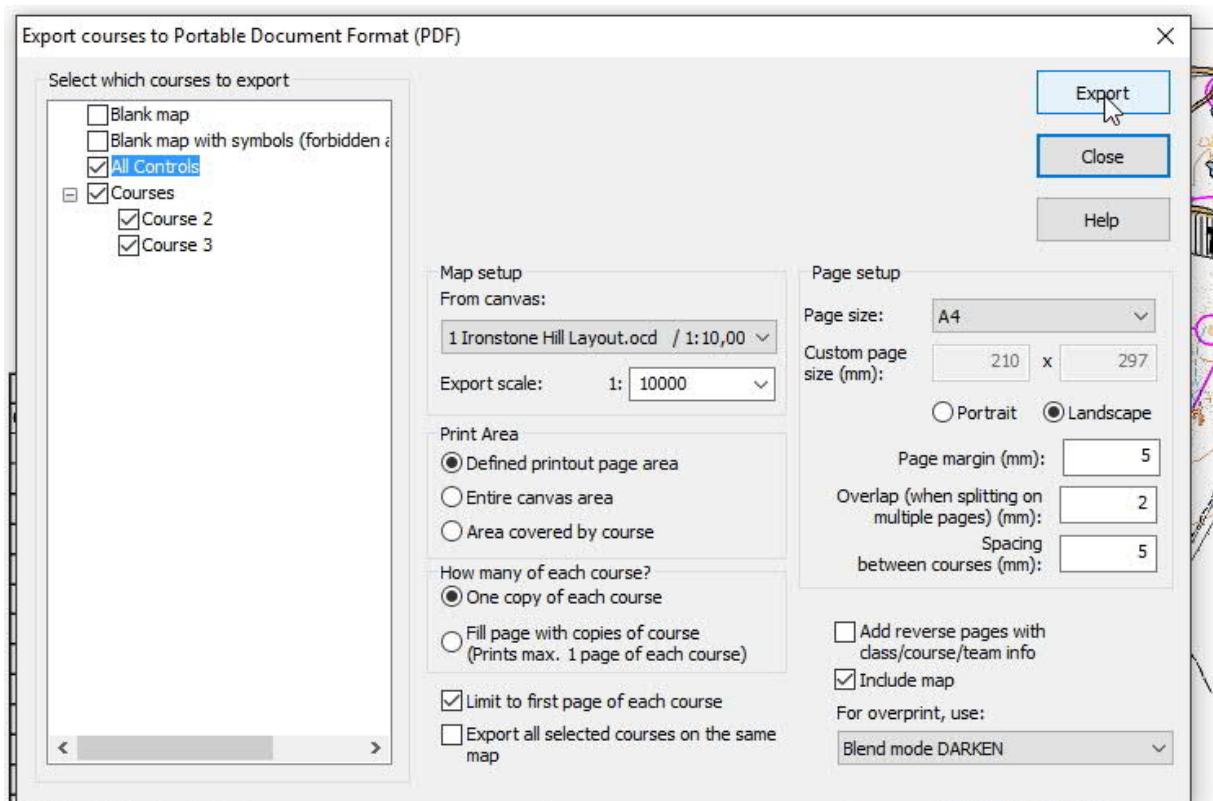 Export courses to Portable Document Format (PDF)
Select which courses to export
Blank map
Blank map with symbols (forbidden a
All Controls
Courses
Course 2
Course 3
Export
Close
Help
Map setup
From canvas:
1 Ironstone Hill Layout.ocd / 1:10,00
Export scale: 1: 10000
Print Area
Defined printout page area
Entire canvas area
Area covered by course
How many of each course?
One copy of each course
Fill page with copies of course
(Prints max. 1 page of each course)
Limit to first page of each course
Export all selected courses on the same
map
Page setup
Page size: A4
Custom page
size (mm): 210 x 297
Portrait Landscape
Page margin (mm): 5
Overlap (when splitting on
multiple pages) (mm): 2
Spacing
between courses (mm): 5
Add reverse pages with
class/course/team info
Include map
For overprint, use:
Blend mode DARKEN